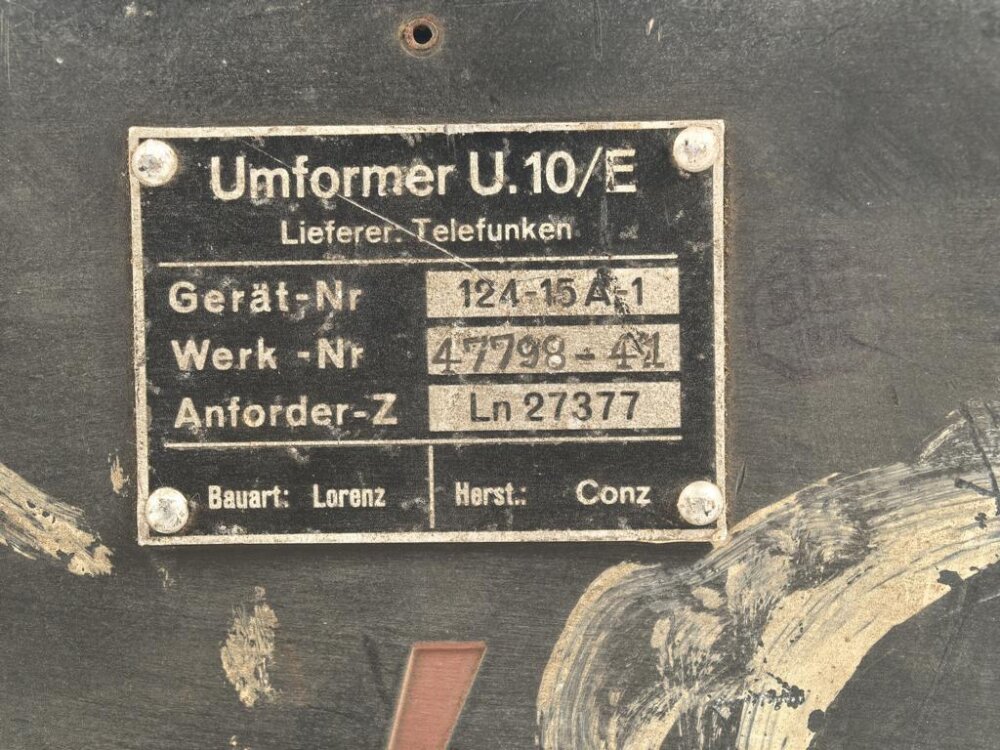 Umformer U.10/E
Lieferer: Telefunken
Gerät-Nr 124-15 A-1
Werk -Nr 47798-41
Anforder-Z Ln 27377
Bauart: Lorenz Herst.: Conz